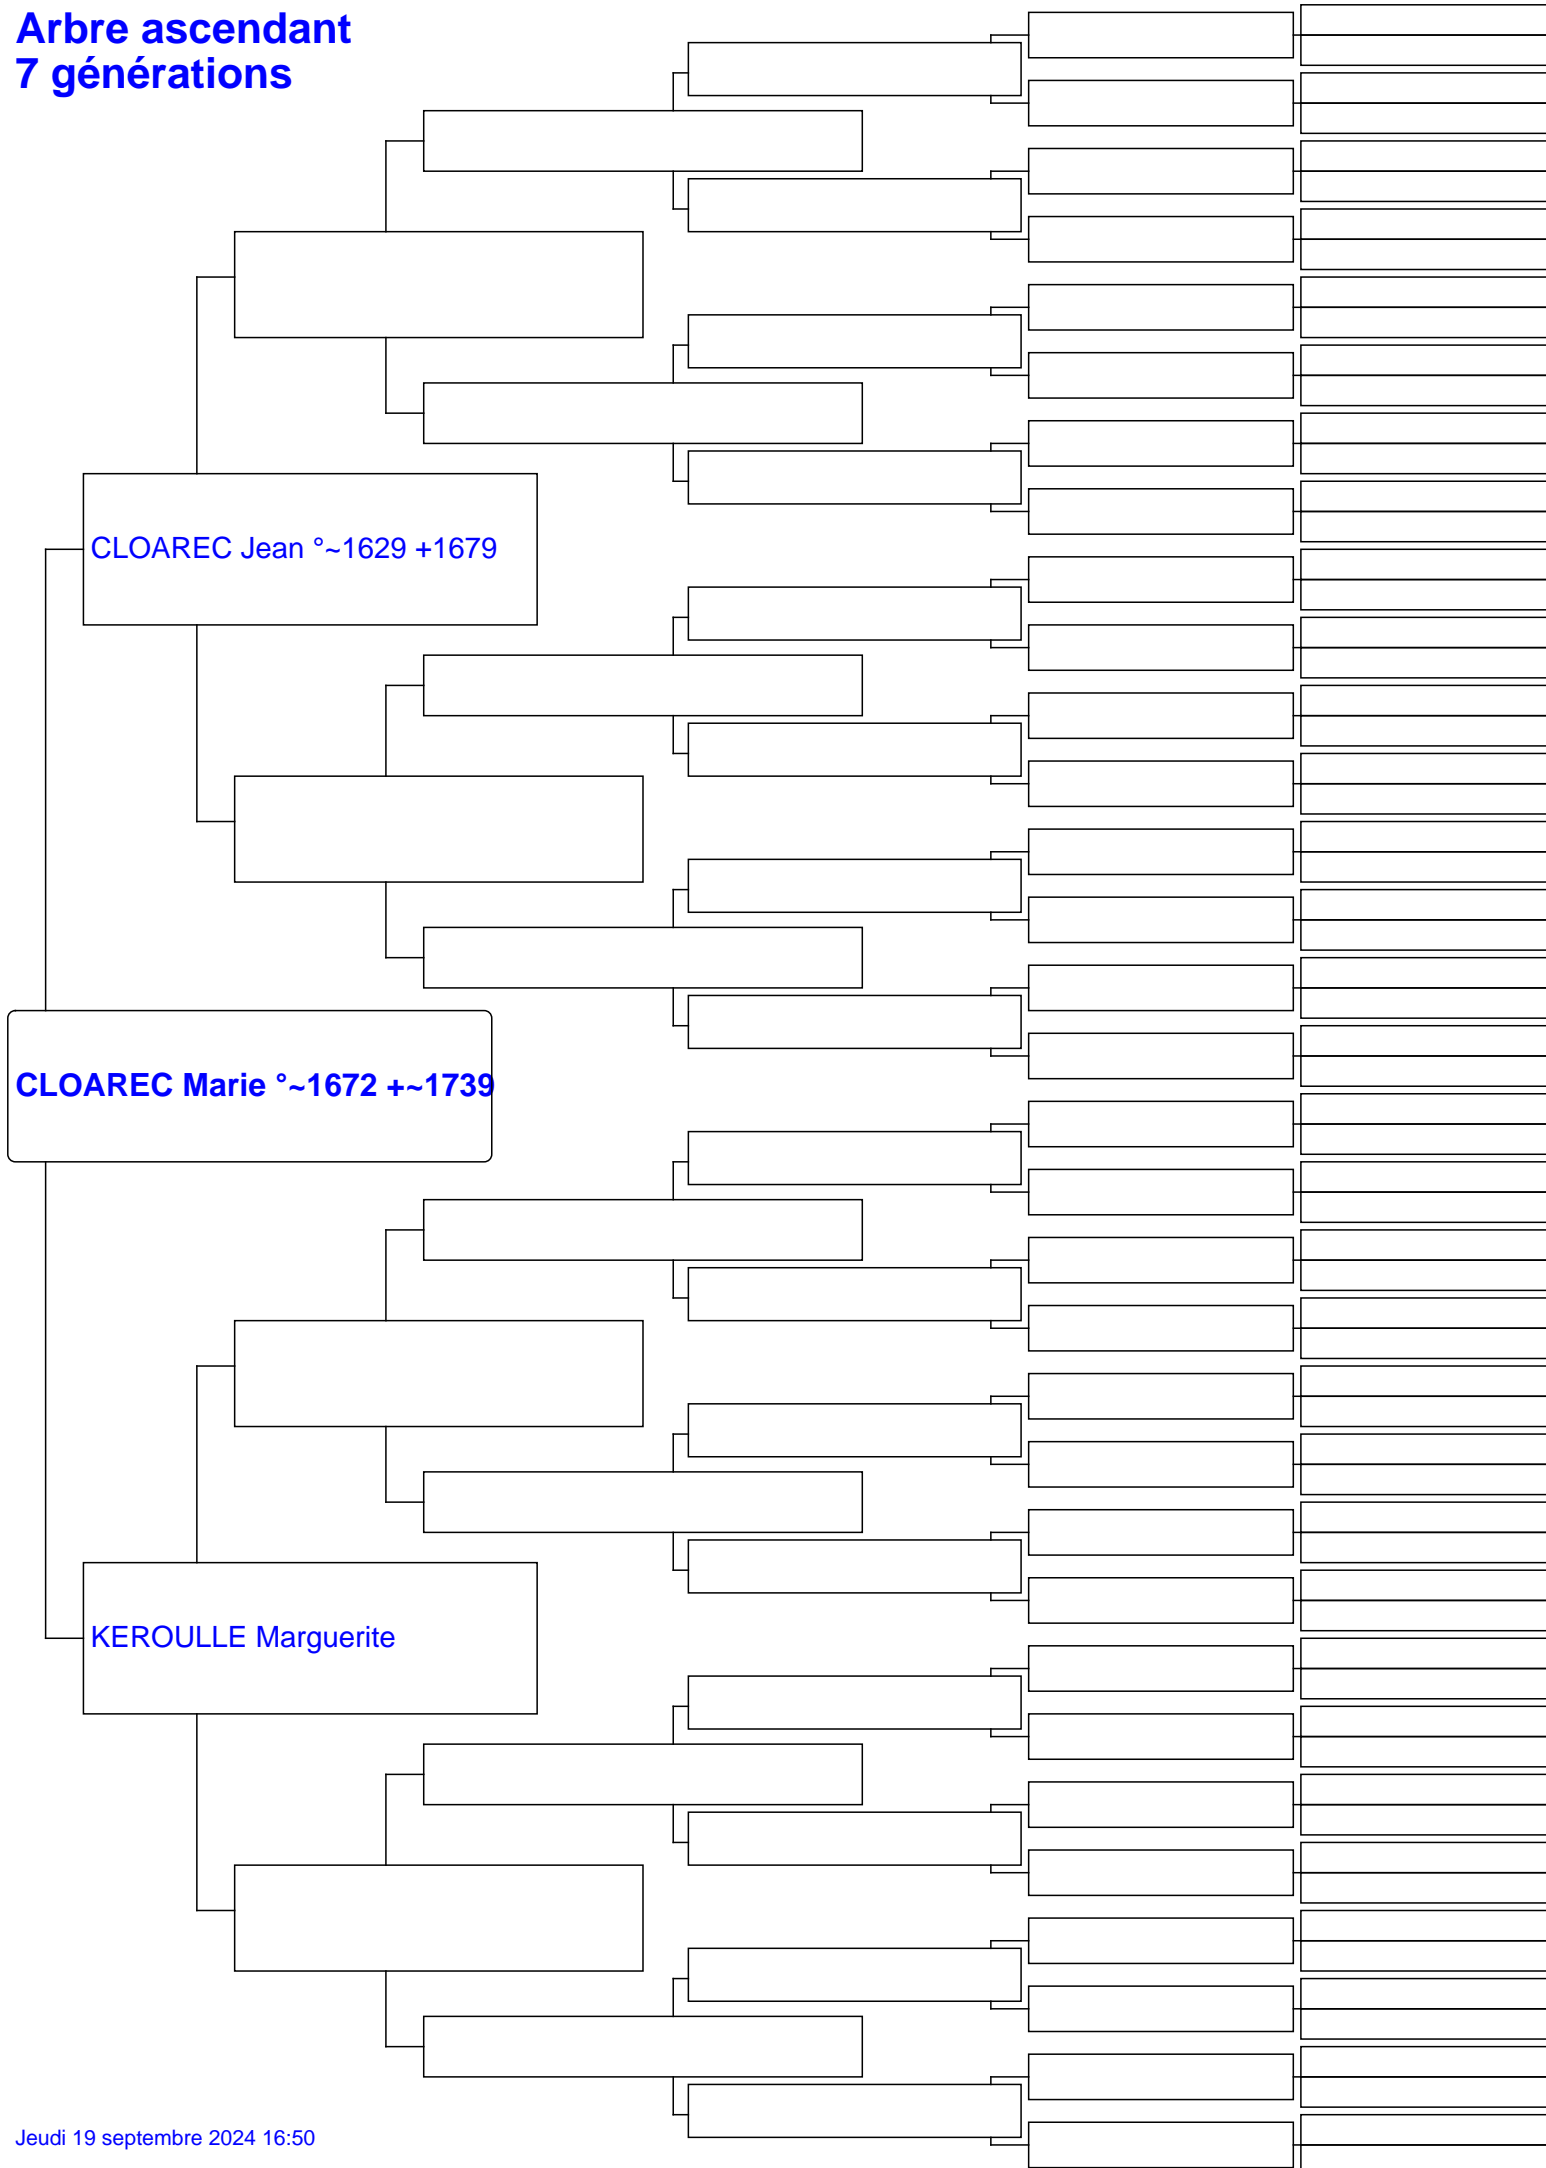 Arbre ascendant
7 générations
CLOAREC Jean °~1629 +1679
CLOAREC Marie °~1672 +~1739
KEROULLE Marguerite
Jeudi 19 septembre 2024 16:50